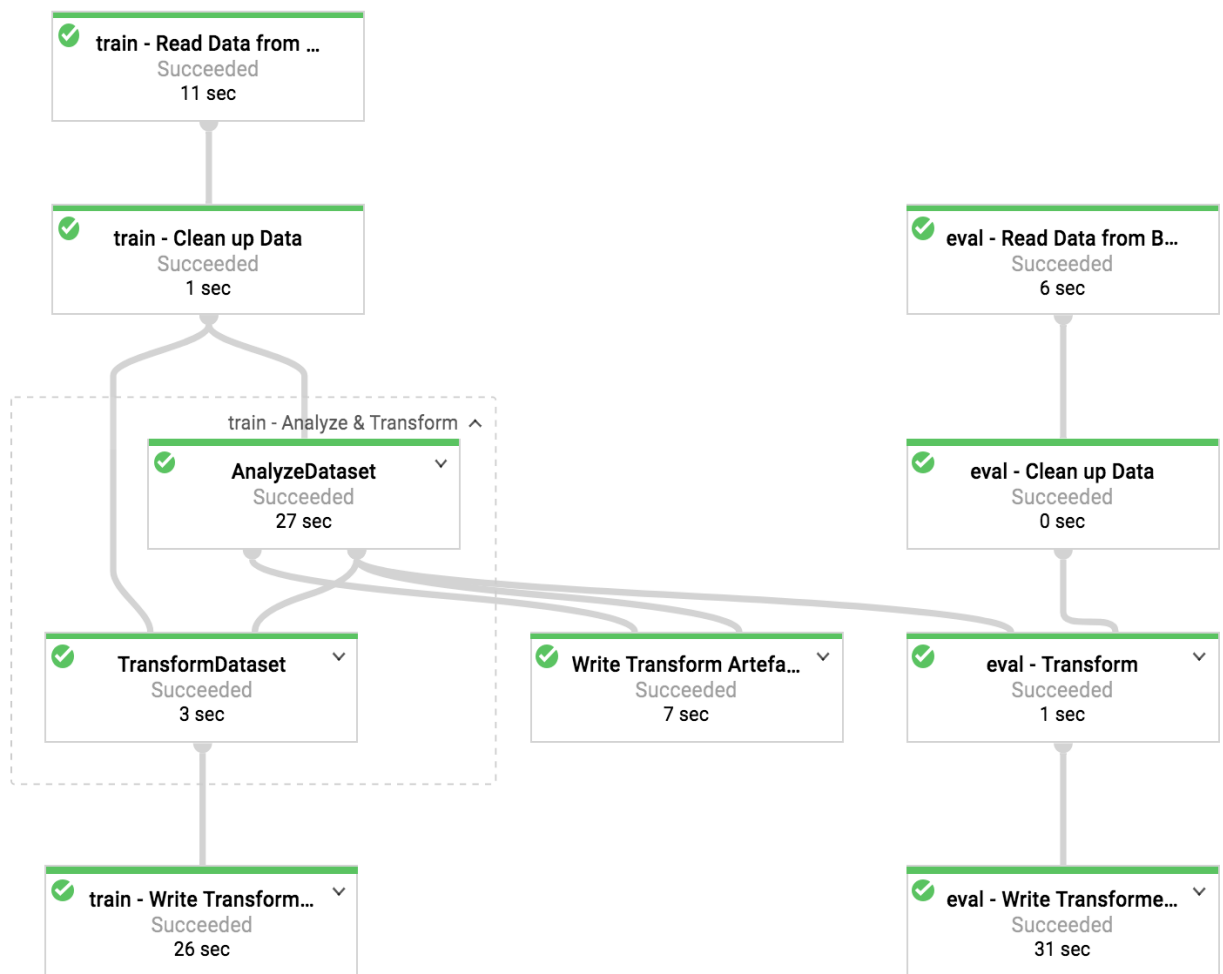 train - Read Data from ...
Succeeded
11 sec
train - Clean up Data
Succeeded
1 sec
eval - Read Data from B...
Succeeded
6 sec
train - Analyze & Transform
AnalyzeDataset
Succeeded
27 sec
eval - Clean up Data
Succeeded
0 sec
TransformDataset
Succeeded
3 sec
Write Transform Artefa...
Succeeded
7 sec
eval - Transform
Succeeded
1 sec
train - Write Transform...
Succeeded
26 sec
eval - Write Transforme...
Succeeded
31 sec